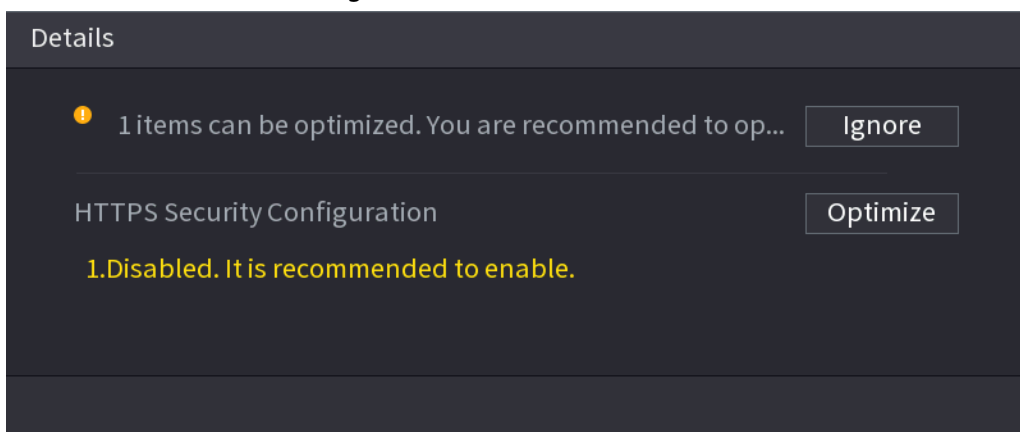 Details
1 items can be optimized. You are recommended to op...
Ignore
HTTPS Security Configuration
Optimize
1.Disabled. It is recommended to enable.